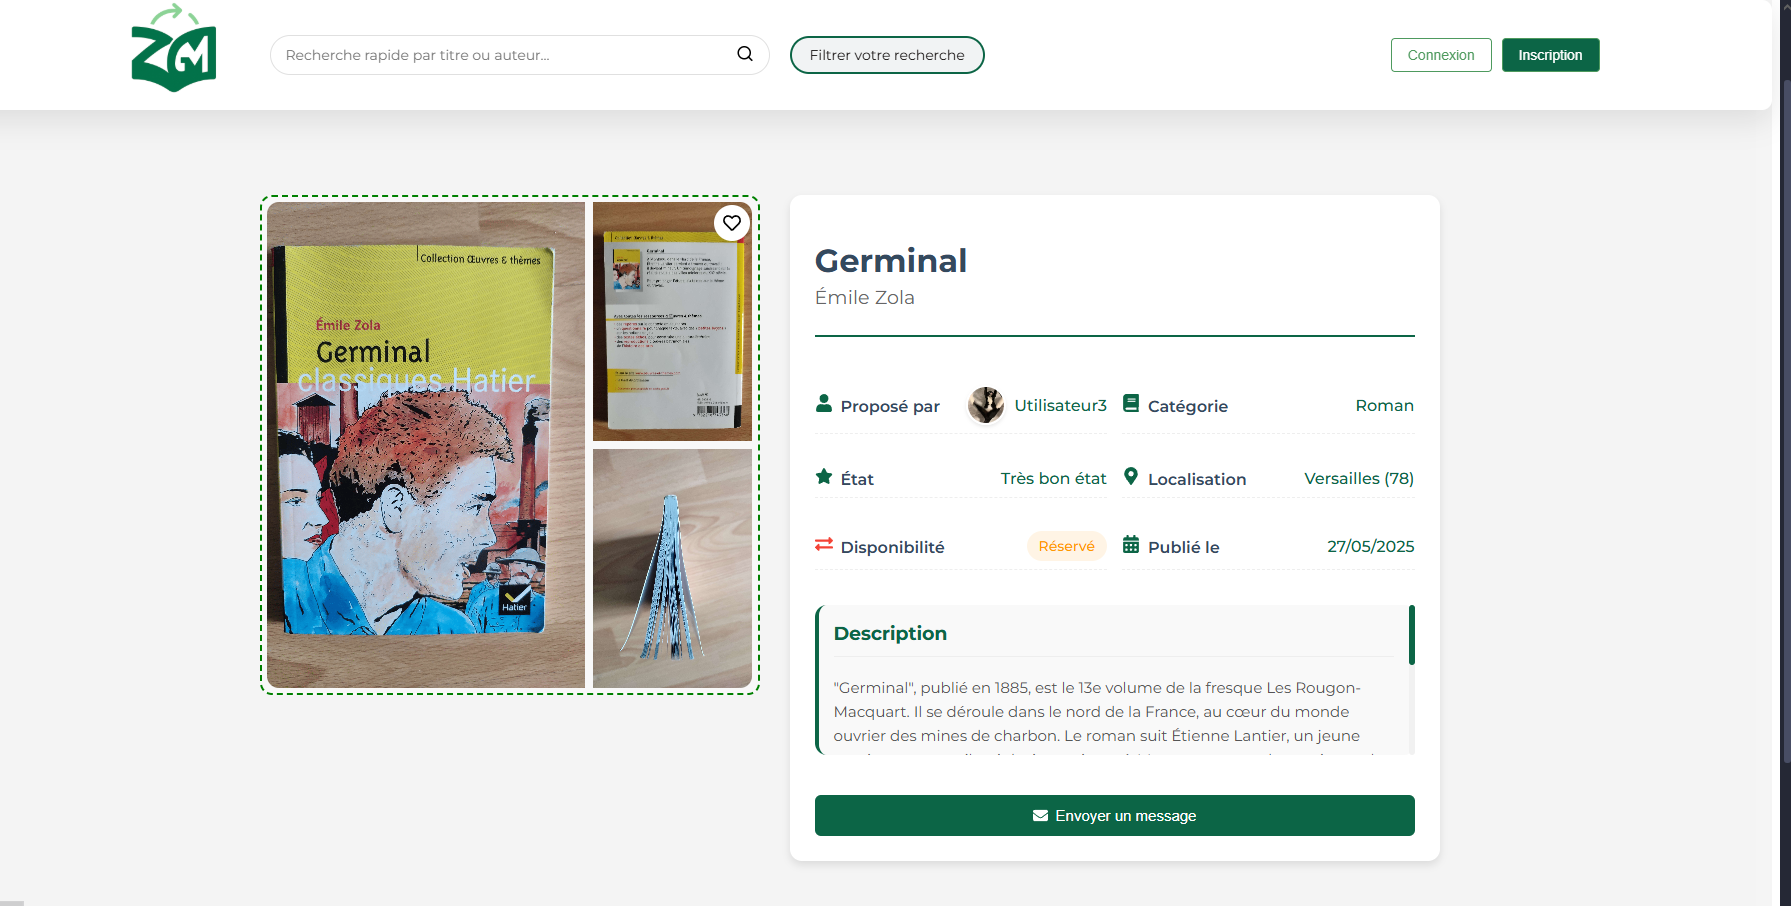 ZGM
Recherche rapide par titre ou auteur...
Filtrer votre recherche
Connexion
Inscription
Collection Œuvres & thèmes
Émile Zola
Germinal
classiques Hatier
Hatier
Germinal
Émile Zola
Proposé par
Utilisateur3
Catégorie
Roman
État
Très bon état
Localisation
Versailles (78)
Disponibilité
Réservé
Publié le
27/05/2025
Description
"Germinal", publié en 1885, est le 13e volume de la fresque Les Rougon-
Macquart. Il se déroule dans le nord de la France, au cœur du monde
ouvrier des mines de charbon. Le roman suit Étienne Lantier, un jeune
Envoyer un message